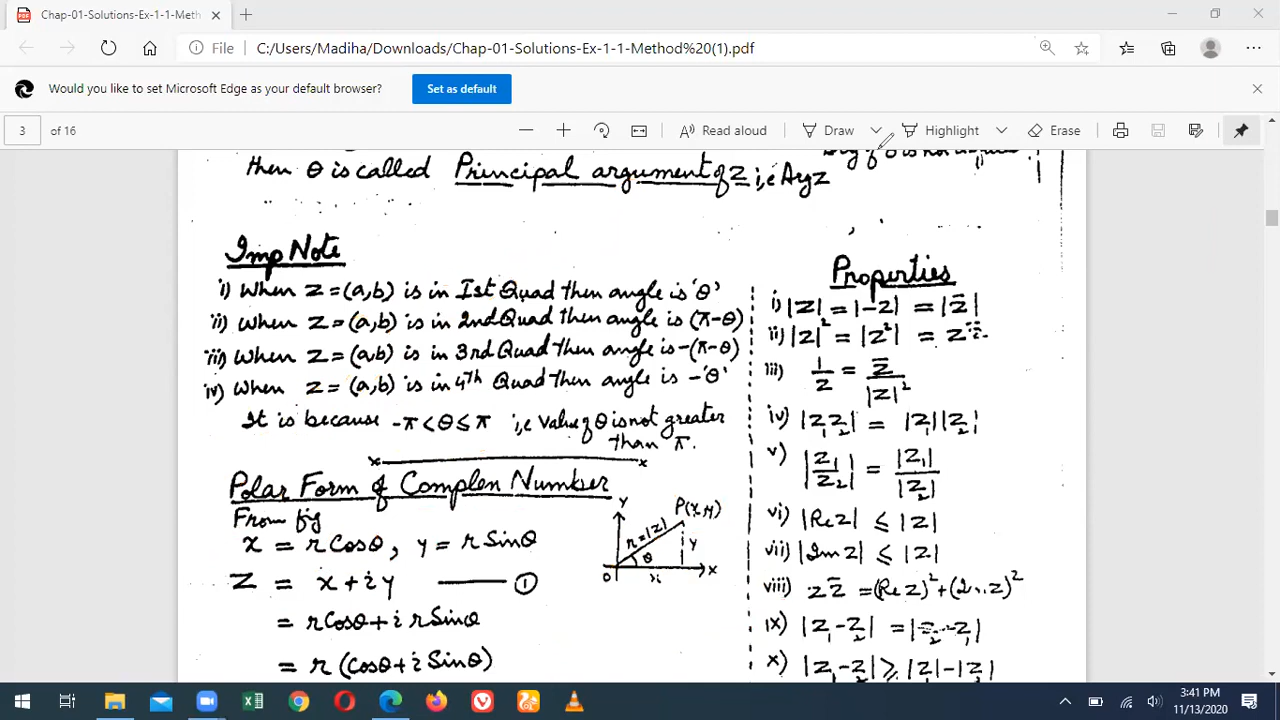 Chap-01-Solutions-Ex-1-1-Meth
File C:/Users/Madiha/Downloads/Chap-01-Solutions-Ex-1-1-Method%20(1).pdf
Would you like to set Microsoft Edge as your default browser? Set as default
3 of 16 Read aloud Draw Highlight Erase
then θ is called Principal argument of z i,e Arg z
Imp Note
i) When z = (a,b) is in Ist Quad then angle is 'θ'
ii) When z = (a,b) is in 2nd Quad then angle is (π-θ)
iii) When z = (a,b) is in 3rd Quad then angle is -(π-θ)
iv) When z = (a,b) is in 4th Quad then angle is -'θ'
It is because -π < θ ≤ π i,e value of θ is not greater
than π.
Polar Form of Complex Number
From fig
x = r Cosθ, y = r Sinθ
z = x + iy ——— ①
= r Cosθ + i r Sinθ
= r (Cosθ + i Sinθ)
Y
P(x,y)
r = |z|
θ
y
O
x
X
Properties
i) |z| = |-z| = |z̄|
ii) |z|² = |z²| = z z̄
iii) 1/z = z̄/|z|²
iv) |z₁z₂| = |z₁||z₂|
v) |z₁/z₂| = |z₁|/|z₂|
vi) |Re z| ≤ |z|
vii) |Im z| ≤ |z|
viii) z z̄ = (Re z)² + (Im z)²
ix) |z₁-z₂| = |z₂-z₁|
x) |z₁-z₂| ≥ |z₁|-|z₂|
3:41 PM
11/13/2020